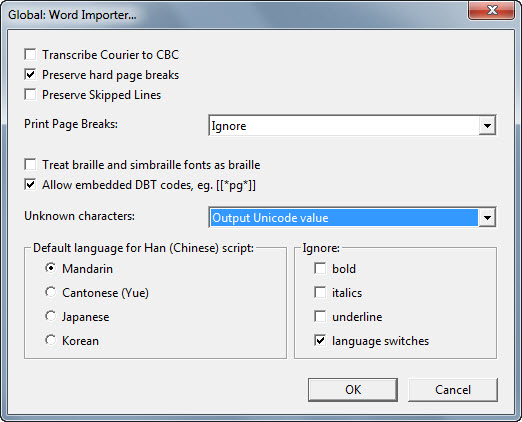 Global: Word Importer...
Transcribe Courier to CBC
Preserve hard page breaks
Preserve Skipped Lines
Print Page Breaks: Ignore
Treat braille and simbraille fonts as braille
Allow embedded DBT codes, eg. [[*pg*]]
Unknown characters: Output Unicode value
Default language for Han (Chinese) script:
Mandarin
Cantonese (Yue)
Japanese
Korean
Ignore:
bold
italics
underline
language switches
OK Cancel